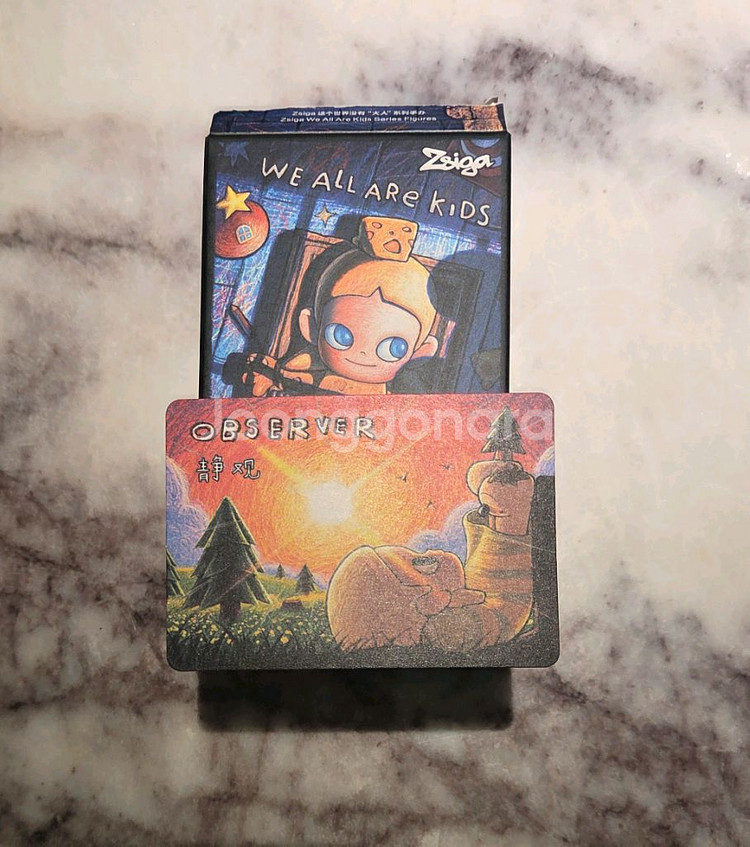 Zsiga 这个世界没有“大人”系列手办
Zsiga We All Are Kids Series Figures
Zsiga
WE ALL ARe KiDS
OBSERVER
静观
Joonggonara